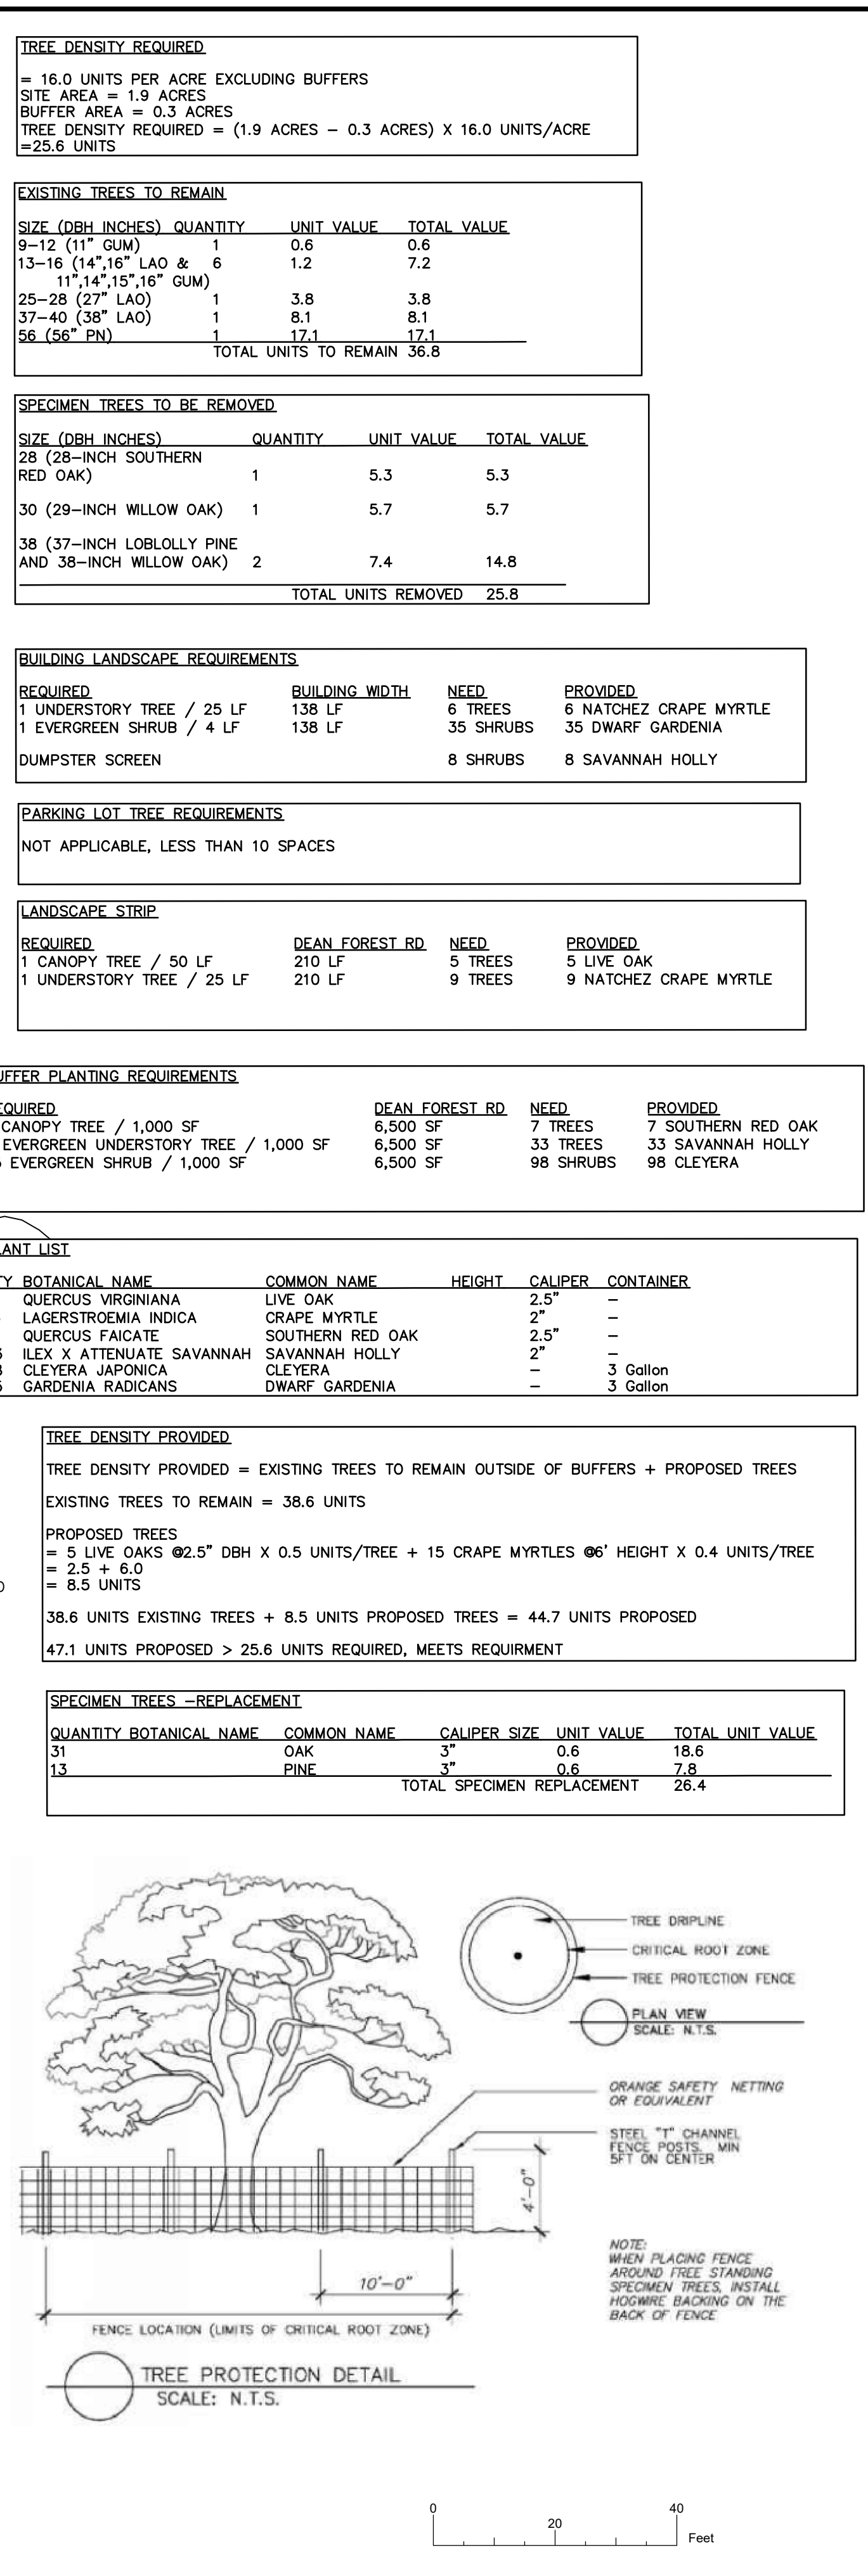 TREE DENSITY REQUIRED
= 16.0 UNITS PER ACRE EXCLUDING BUFFERS
SITE AREA = 1.9 ACRES
BUFFER AREA = 0.3 ACRES
TREE DENSITY REQUIRED = (1.9 ACRES – 0.3 ACRES) X 16.0 UNITS/ACRE
=25.6 UNITS
EXISTING TREES TO REMAIN
SIZE (DBH INCHES) QUANTITY UNIT VALUE TOTAL VALUE
9–12 (11" GUM) 1 0.6 0.6
13–16 (14",16" LAO & 6 1.2 7.2
11",14",15",16" GUM)
25–28 (27" LAO) 1 3.8 3.8
37–40 (38" LAO) 1 8.1 8.1
56 (56" PN) 1 17.1 17.1
TOTAL UNITS TO REMAIN 36.8
SPECIMEN TREES TO BE REMOVED
SIZE (DBH INCHES) QUANTITY UNIT VALUE TOTAL VALUE
28 (28–INCH SOUTHERN
RED OAK) 1 5.3 5.3
30 (29–INCH WILLOW OAK) 1 5.7 5.7
38 (37–INCH LOBLOLLY PINE
AND 38–INCH WILLOW OAK) 2 7.4 14.8
TOTAL UNITS REMOVED 25.8
BUILDING LANDSCAPE REQUIREMENTS
REQUIRED BUILDING WIDTH NEED PROVIDED
1 UNDERSTORY TREE / 25 LF 138 LF 6 TREES 6 NATCHEZ CRAPE MYRTLE
1 EVERGREEN SHRUB / 4 LF 138 LF 35 SHRUBS 35 DWARF GARDENIA
DUMPSTER SCREEN 8 SHRUBS 8 SAVANNAH HOLLY
PARKING LOT TREE REQUIREMENTS
NOT APPLICABLE, LESS THAN 10 SPACES
LANDSCAPE STRIP
REQUIRED DEAN FOREST RD NEED PROVIDED
1 CANOPY TREE / 50 LF 210 LF 5 TREES 5 LIVE OAK
1 UNDERSTORY TREE / 25 LF 210 LF 9 TREES 9 NATCHEZ CRAPE MYRTLE
UFFER PLANTING REQUIREMENTS
EQUIRED DEAN FOREST RD NEED PROVIDED
CANOPY TREE / 1,000 SF 6,500 SF 7 TREES 7 SOUTHERN RED OAK
EVERGREEN UNDERSTORY TREE / 1,000 SF 6,500 SF 33 TREES 33 SAVANNAH HOLLY
EVERGREEN SHRUB / 1,000 SF 6,500 SF 98 SHRUBS 98 CLEYERA
LANT LIST
TY BOTANICAL NAME COMMON NAME HEIGHT CALIPER CONTAINER
QUERCUS VIRGINIANA LIVE OAK 2.5" –
LAGERSTROEMIA INDICA CRAPE MYRTLE 2" –
QUERCUS FAICATE SOUTHERN RED OAK 2.5" –
ILEX X ATTENUATE SAVANNAH SAVANNAH HOLLY 2" –
CLEYERA JAPONICA CLEYERA – 3 Gallon
GARDENIA RADICANS DWARF GARDENIA – 3 Gallon
TREE DENSITY PROVIDED
TREE DENSITY PROVIDED = EXISTING TREES TO REMAIN OUTSIDE OF BUFFERS + PROPOSED TREES
EXISTING TREES TO REMAIN = 38.6 UNITS
PROPOSED TREES
= 5 LIVE OAKS @2.5" DBH X 0.5 UNITS/TREE + 15 CRAPE MYRTLES @6' HEIGHT X 0.4 UNITS/TREE
= 2.5 + 6.0
= 8.5 UNITS
38.6 UNITS EXISTING TREES + 8.5 UNITS PROPOSED TREES = 44.7 UNITS PROPOSED
47.1 UNITS PROPOSED > 25.6 UNITS REQUIRED, MEETS REQUIRMENT
SPECIMEN TREES –REPLACEMENT
QUANTITY BOTANICAL NAME COMMON NAME CALIPER SIZE UNIT VALUE TOTAL UNIT VALUE
31 OAK 3" 0.6 18.6
13 PINE 3" 0.6 7.8
TOTAL SPECIMEN REPLACEMENT 26.4
TREE DRIPLINE
CRITICAL ROOT ZONE
TREE PROTECTION FENCE
PLAN VIEW
SCALE: N.T.S.
ORANGE SAFETY NETTING
OR EQUIVALENT
STEEL "T" CHANNEL
FENCE POSTS. MIN
5FT ON CENTER
4'–0"
NOTE:
WHEN PLACING FENCE
AROUND FREE STANDING
SPECIMEN TREES, INSTALL
HOGWIRE BACKING ON THE
BACK OF FENCE
10'–0"
FENCE LOCATION (LIMITS OF CRITICAL ROOT ZONE)
TREE PROTECTION DETAIL
SCALE: N.T.S.
0 40
20
Feet